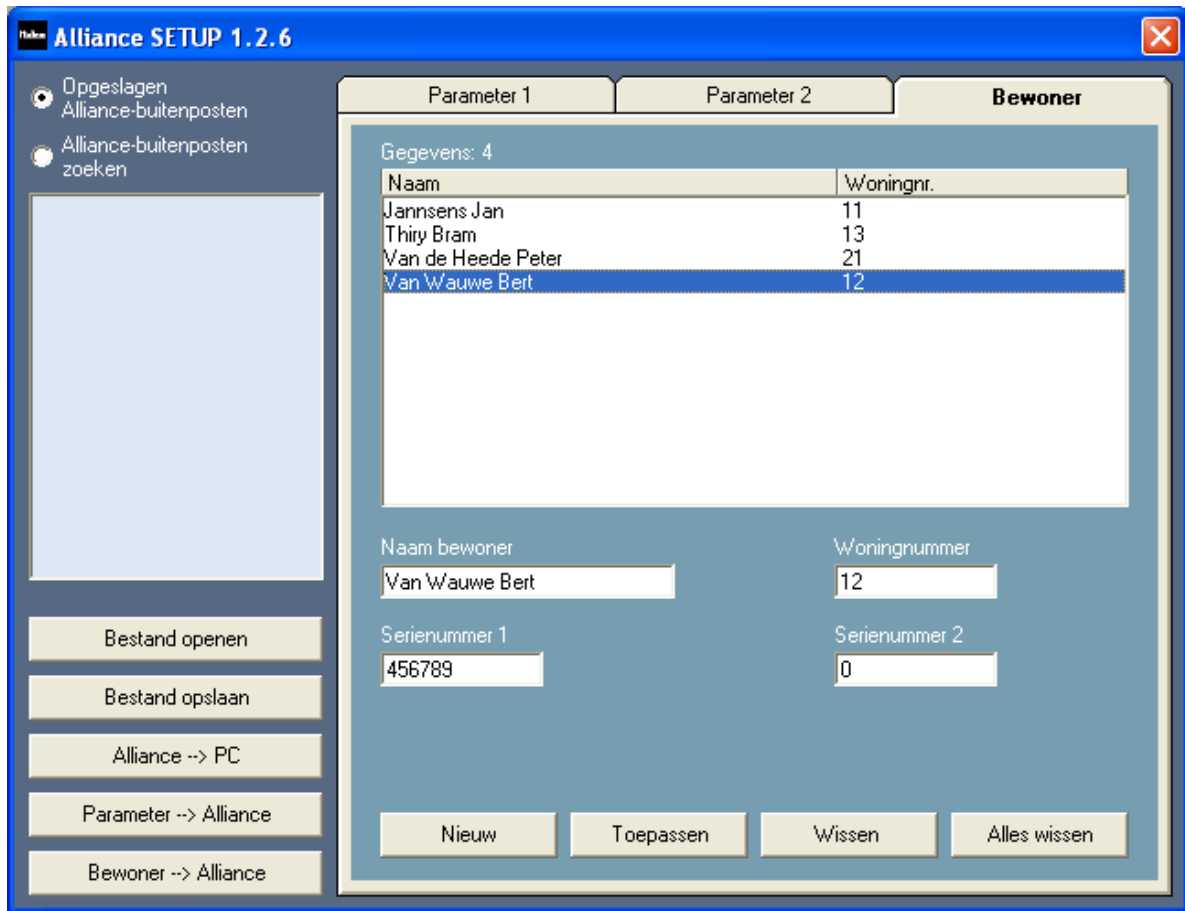 Alliance SETUP 1.2.6
Opgeslagen
Alliance-buitenposten
Alliance-buitenposten
zoeken
Bestand openen
Bestand opslaan
Alliance --> PC
Parameter --> Alliance
Bewoner --> Alliance
Parameter 1 Parameter 2 Bewoner
Gegevens: 4
Naam Woningnr.
Jannsens Jan 11
Thiry Bram 13
Van de Heede Peter 21
Van Wauwe Bert 12
Naam bewoner Woningnummer
Van Wauwe Bert 12
Serienummer 1 Serienummer 2
456789 0
Nieuw Toepassen Wissen Alles wissen